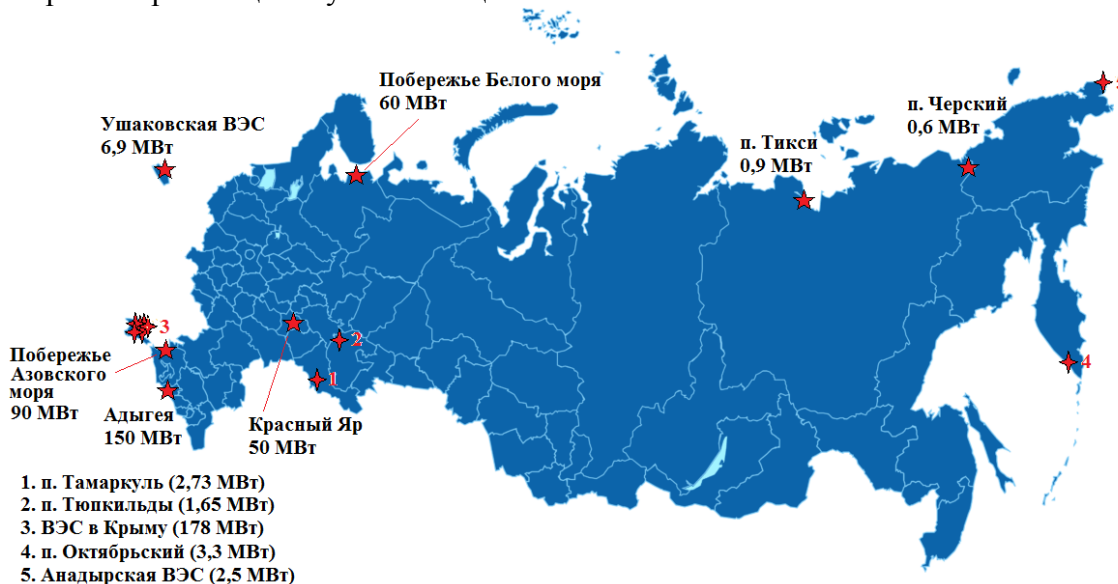 Побережье Белого моря
60 МВт
Ушаковская ВЭС
6,9 МВт
п. Черский
0,6 МВт
п. Тикси
0,9 МВт
5
3
2
1
4
Побережье
Азовского
моря
90 МВт
Адыгея
150 МВт
Красный Яр
50 МВт
1. п. Тамаркуль (2,73 МВт)
2. п. Тюпкильды (1,65 МВт)
3. ВЭС в Крыму (178 МВт)
4. п. Октябрьский (3,3 МВт)
5. Анадырская ВЭС (2,5 МВт)